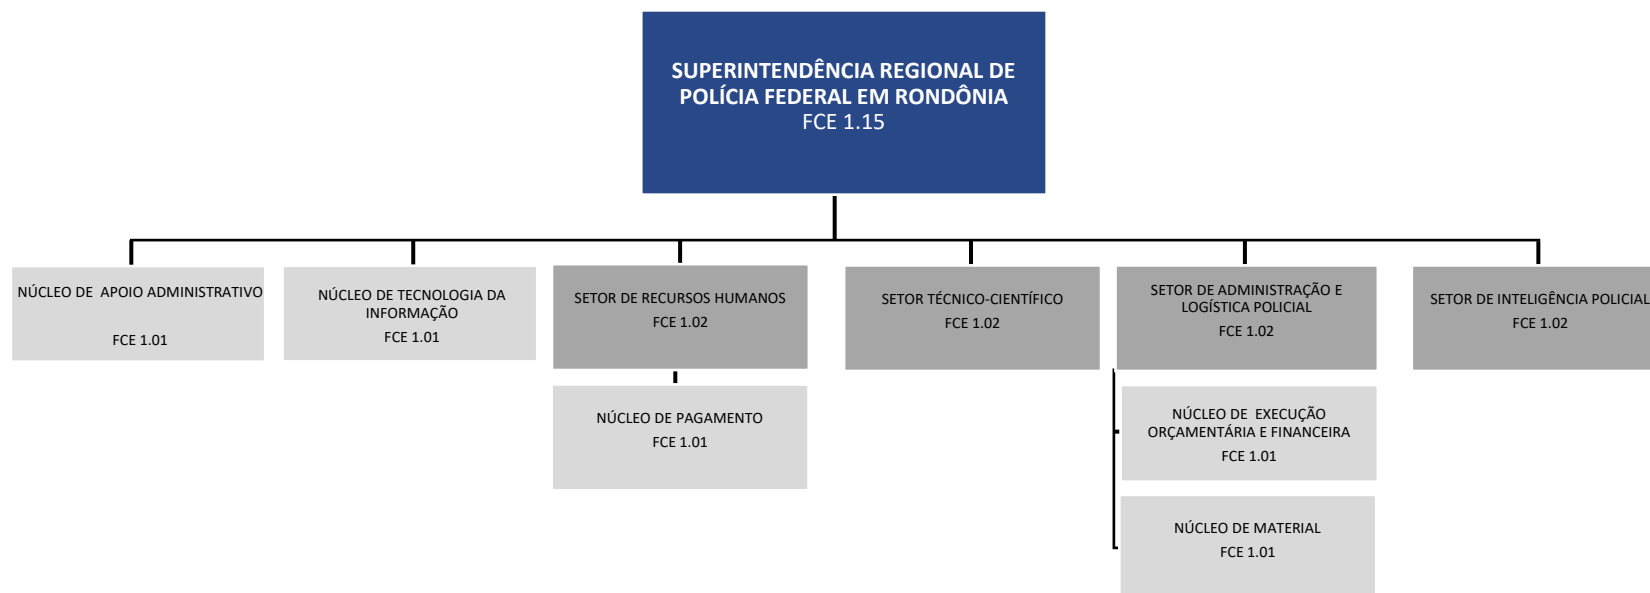 SUPERINTENDÊNCIA REGIONAL DE
POLÍCIA FEDERAL EM RONDÔNIA
FCE 1.15
NÚCLEO DE APOIO ADMINISTRATIVO
FCE 1.01
NÚCLEO DE TECNOLOGIA DA
INFORMAÇÃO
FCE 1.01
SETOR DE RECURSOS HUMANOS
FCE 1.02
SETOR TÉCNICO-CIENTÍFICO
FCE 1.02
SETOR DE ADMINISTRAÇÃO E
LOGÍSTICA POLICIAL
FCE 1.02
SETOR DE INTELIGÊNCIA POLICIAL
FCE 1.02
NÚCLEO DE PAGAMENTO
FCE 1.01
NÚCLEO DE EXECUÇÃO
ORÇAMENTÁRIA E FINANCEIRA
FCE 1.01
NÚCLEO DE MATERIAL
FCE 1.01